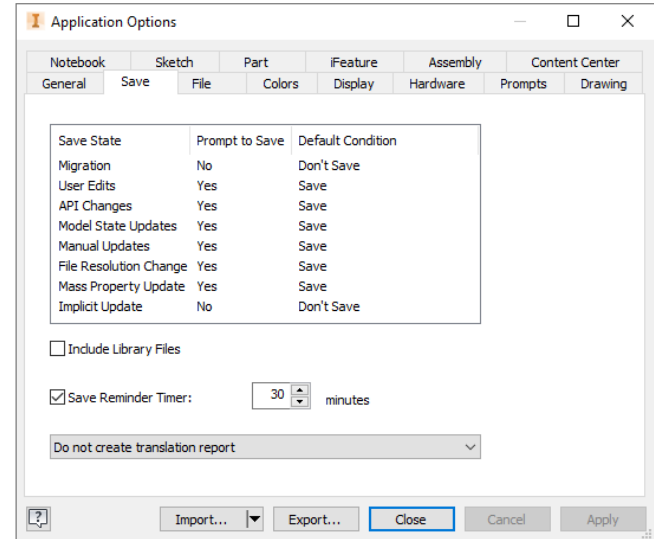 Application Options
Notebook Sketch Part iFeature Assembly Content Center
General Save File Colors Display Hardware Prompts Drawing
Save State Prompt to Save Default Condition
Migration No Don't Save
User Edits Yes Save
API Changes Yes Save
Model State Updates Yes Save
Manual Updates Yes Save
File Resolution Change Yes Save
Mass Property Update Yes Save
Implicit Update No Don't Save
Include Library Files
Save Reminder Timer: 30 minutes
Do not create translation report
? Import... Export... Close Cancel Apply